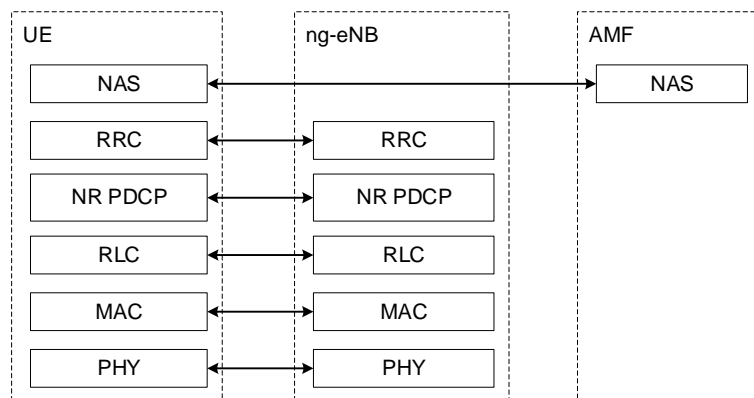 UE ng-eNB AMF
NAS NAS
RRC RRC
NR PDCP NR PDCP
RLC RLC
MAC MAC
PHY PHY